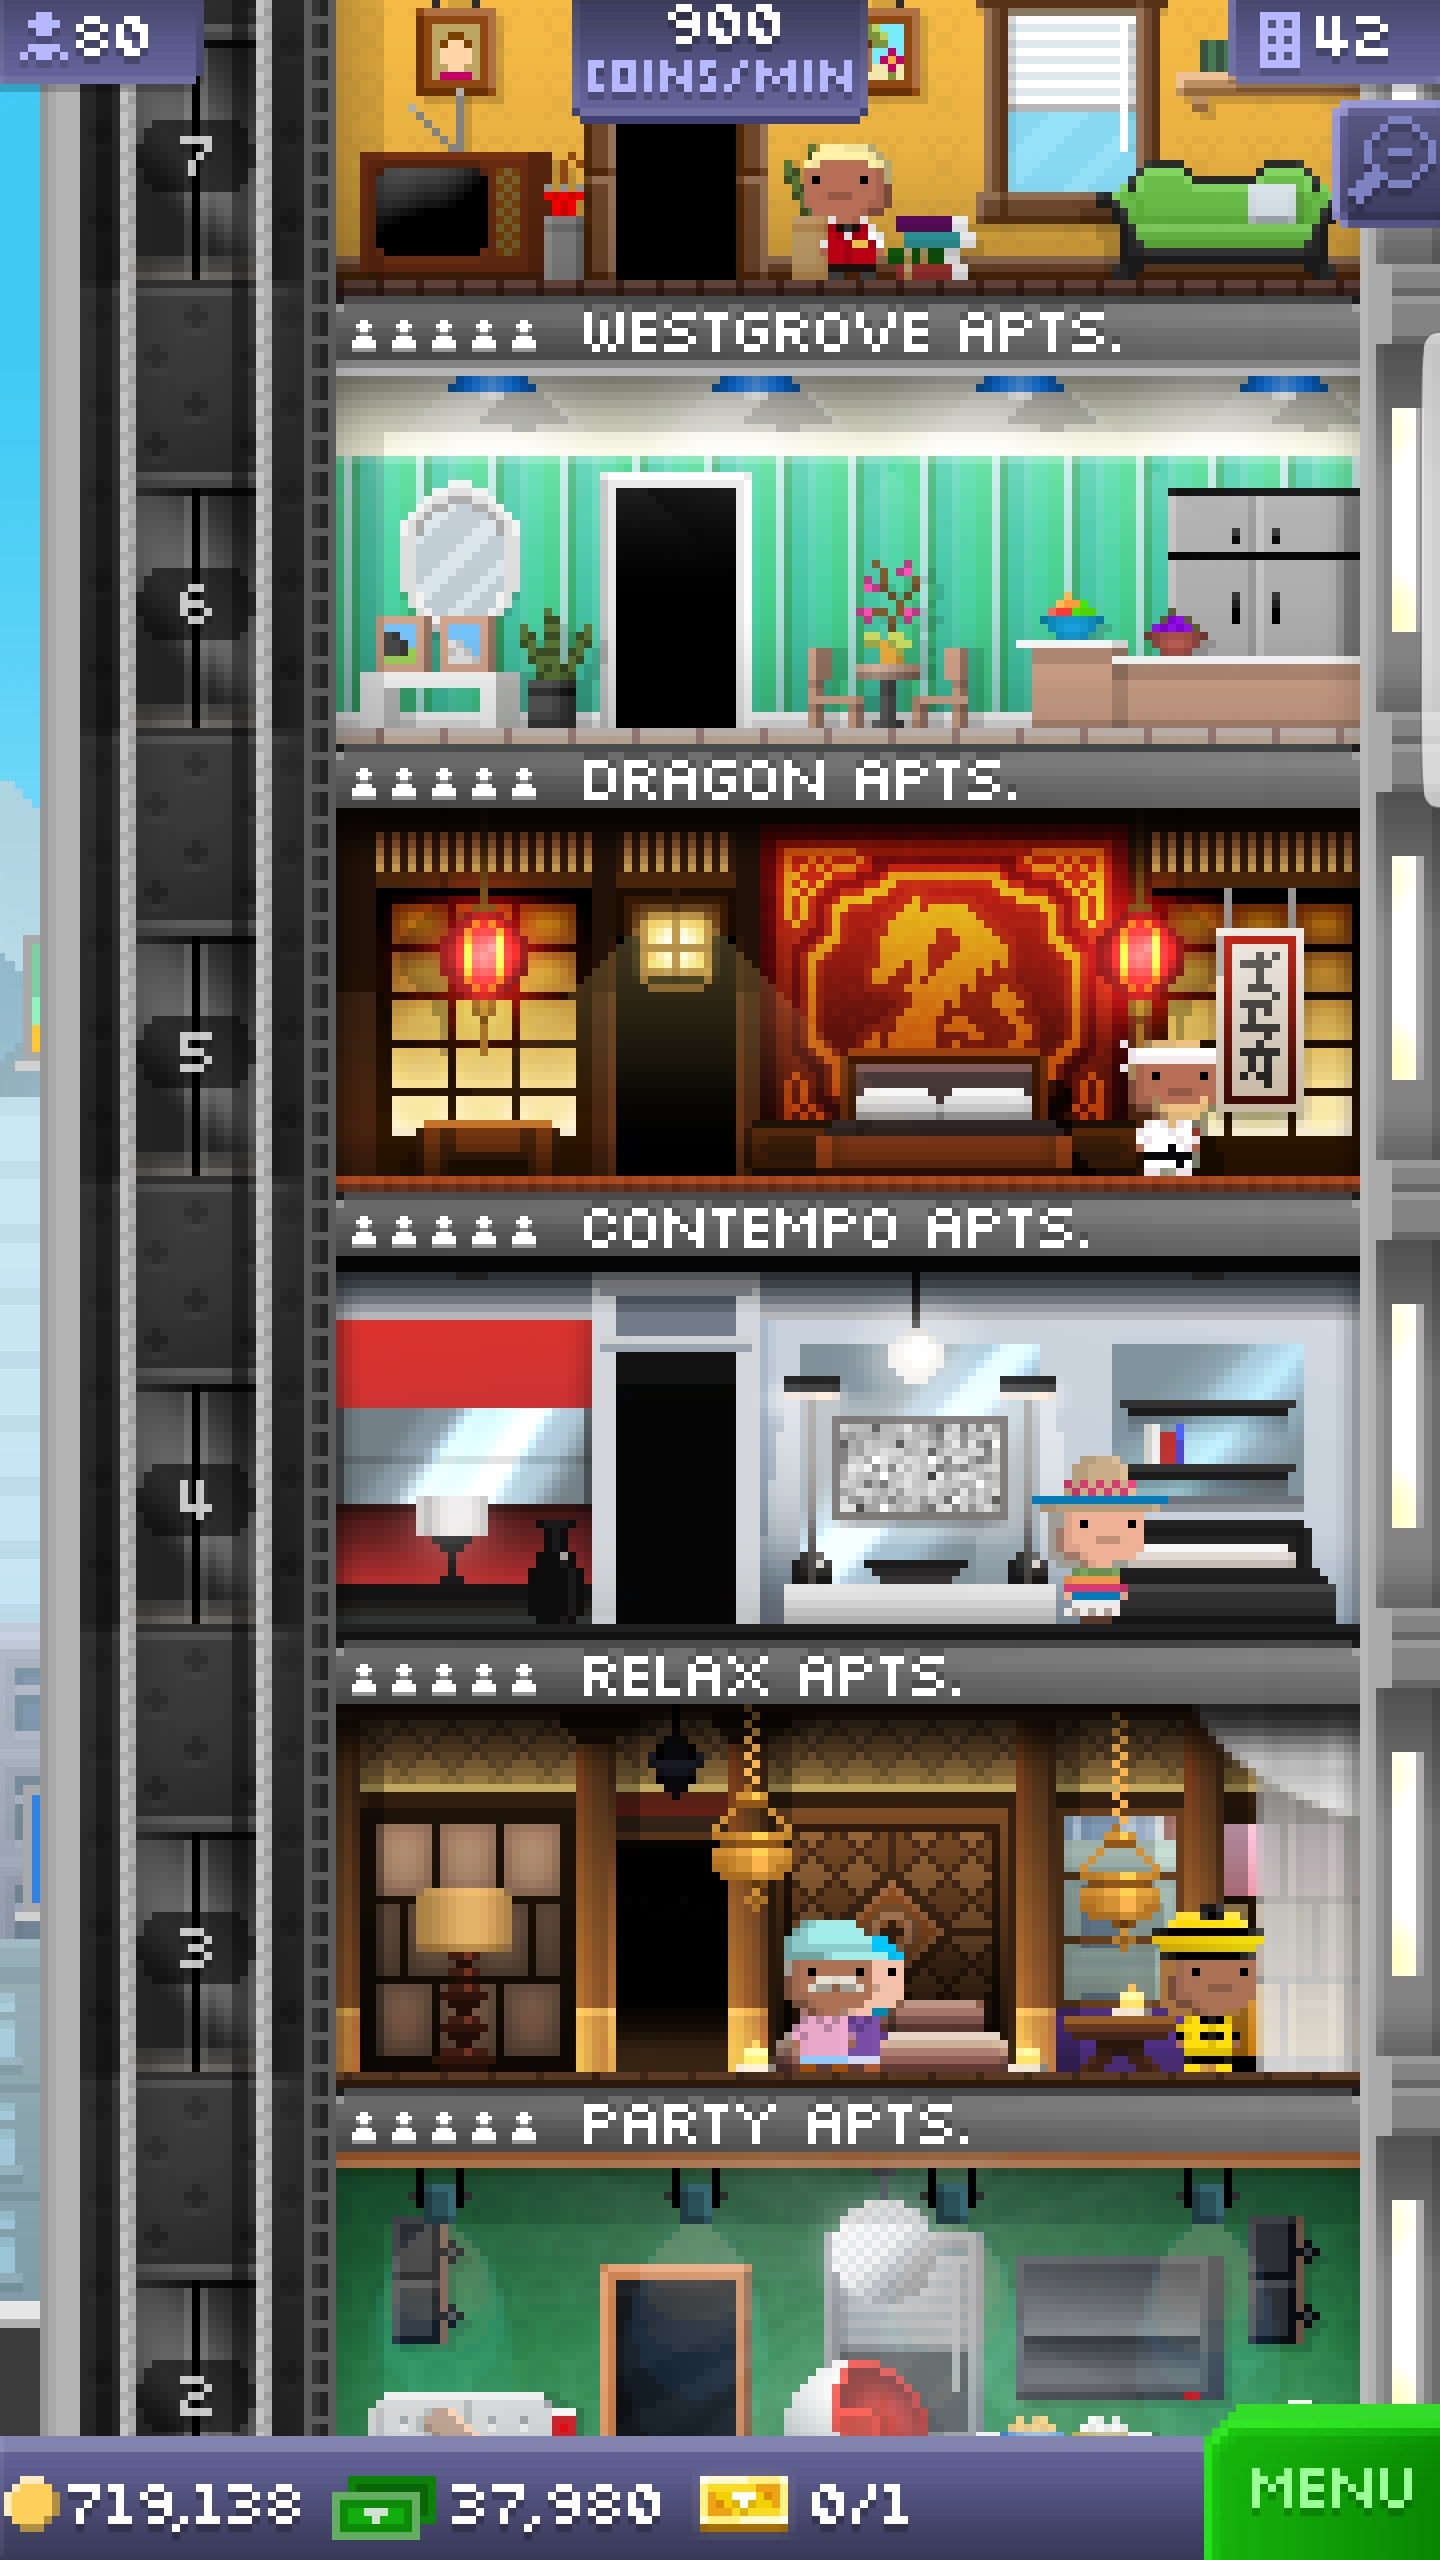 80
900
COINS/MIN
42
7
WESTGROVE APTS.
6
DRAGON APTS.
5
CONTEMPO APTS.
4
RELAX APTS.
3
PARTY APTS.
2
719,138
37,980
0/1
MENU